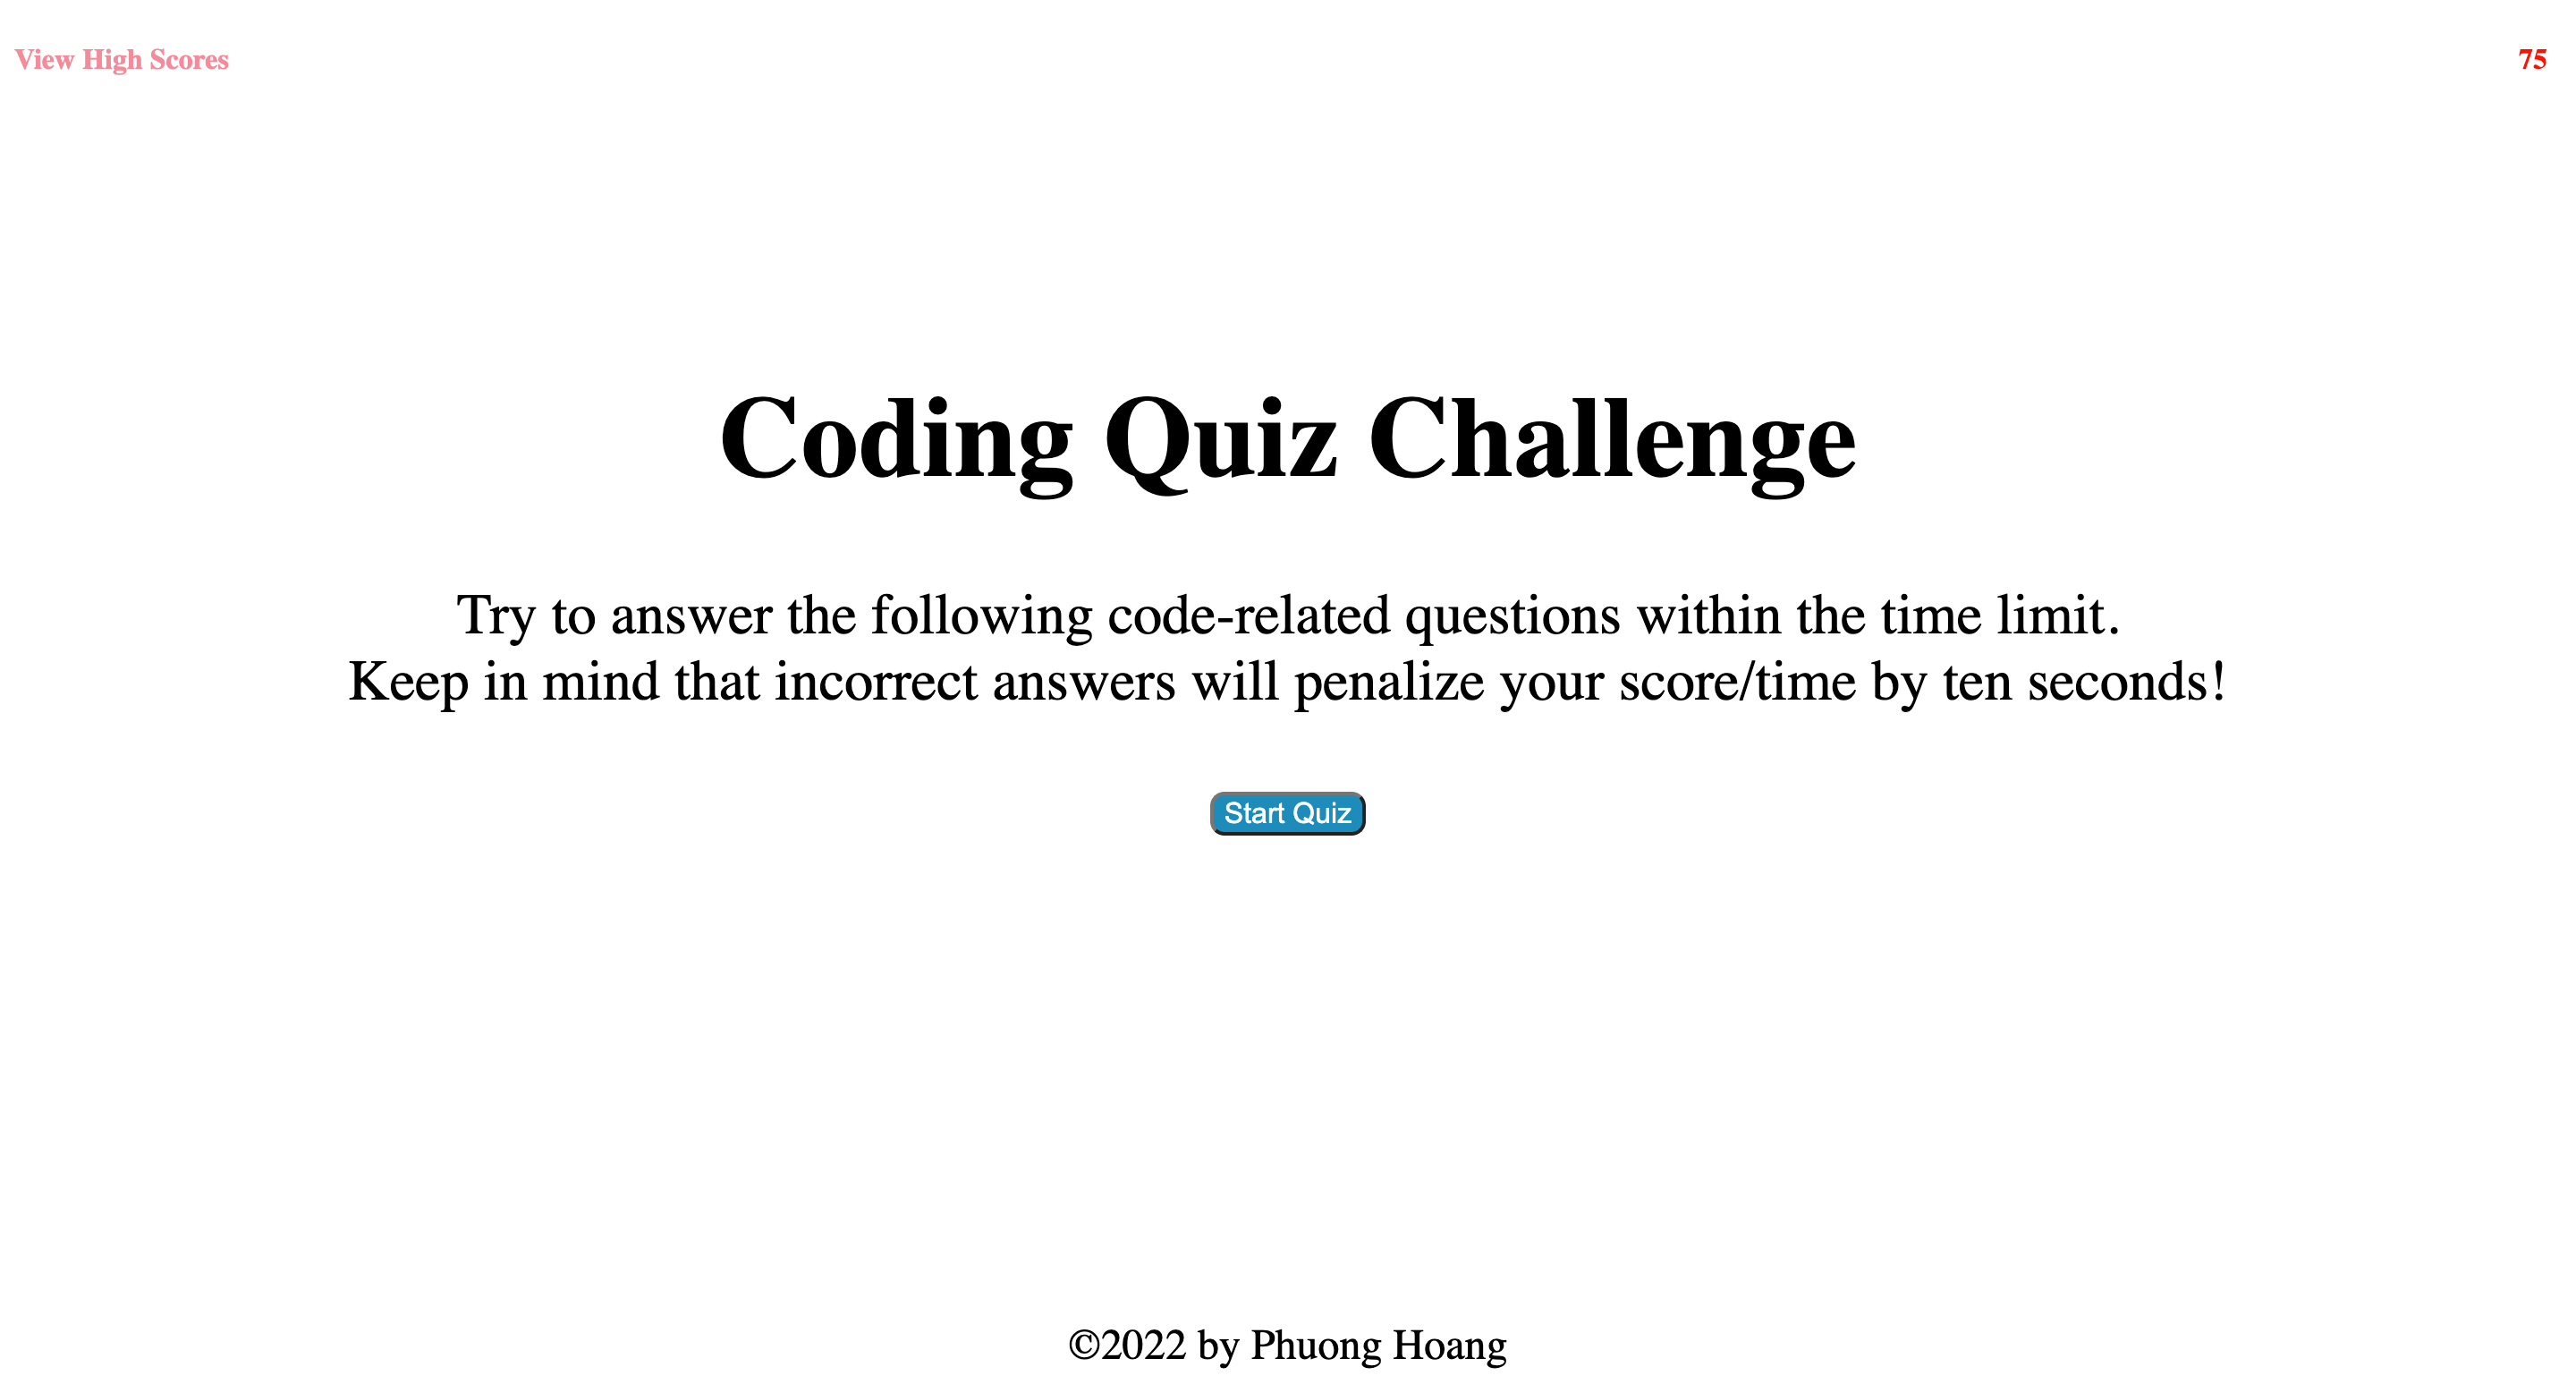 View High Scores
75
Coding Quiz Challenge
Try to answer the following code-related questions within the time limit.
Keep in mind that incorrect answers will penalize your score/time by ten seconds!
Start Quiz
©2022 by Phuong Hoang